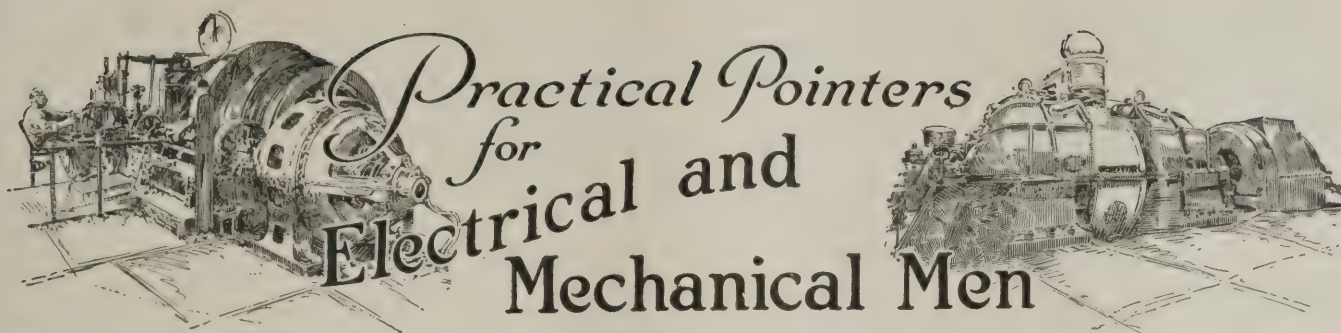 Practical Pointers
for
Electrical and
Mechanical Men